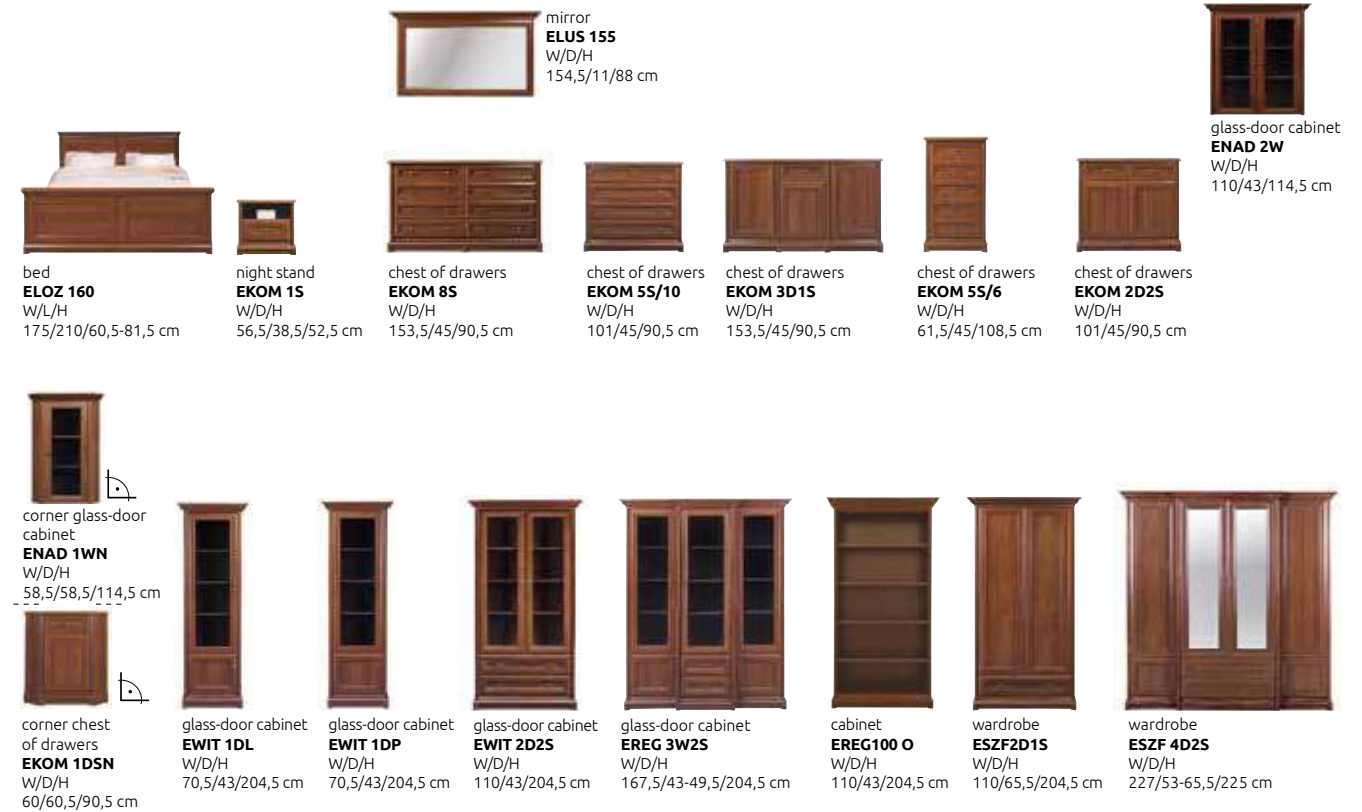 mirror
ELUS 155
W/D/H
154,5/11/88 cm
glass-door cabinet
ENAD 2W
W/D/H
110/43/114,5 cm
bed
ELOZ 160
W/L/H
175/210/60,5-81,5 cm
night stand
EKOM 1S
W/D/H
56,5/38,5/52,5 cm
chest of drawers
EKOM 8S
W/D/H
153,5/45/90,5 cm
chest of drawers
EKOM 5S/10
W/D/H
101/45/90,5 cm
chest of drawers
EKOM 3D1S
W/D/H
153,5/45/90,5 cm
chest of drawers
EKOM 5S/6
W/D/H
61,5/45/108,5 cm
chest of drawers
EKOM 2D2S
W/D/H
101/45/90,5 cm
corner glass-door
cabinet
ENAD 1WN
W/D/H
58,5/58,5/114,5 cm
corner chest
of drawers
EKOM 1DSN
W/D/H
60/60,5/90,5 cm
glass-door cabinet
EWIT 1DL
W/D/H
70,5/43/204,5 cm
glass-door cabinet
EWIT 1DP
W/D/H
70,5/43/204,5 cm
glass-door cabinet
EWIT 2D2S
W/D/H
110/43/204,5 cm
glass-door cabinet
EREG 3W2S
W/D/H
167,5/43-49,5/204,5 cm
cabinet
EREG100 O
W/D/H
110/43/204,5 cm
wardrobe
ESZF2D1S
W/D/H
110/65,5/204,5 cm
wardrobe
ESZF 4D2S
W/D/H
227/53-65,5/225 cm